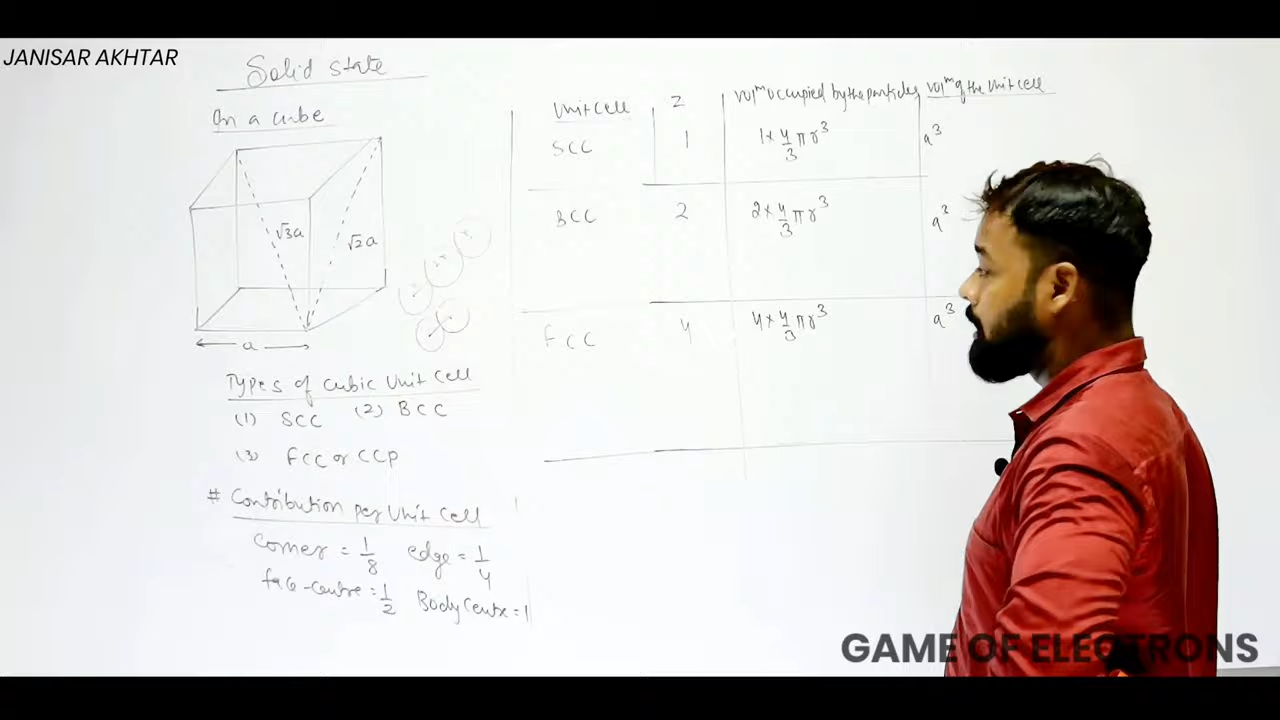 JANISAR AKHTAR
Solid state
In a cube
√3a
√2a
a
Types of cubic Unit Cell
(1) SCC (2) BCC
(3) FCC or CCP
# Contribution per Unit Cell
Corner = 1/8 edge = 1/4
face-centre = 1/2 Body Centre = 1
Unit cell Z Vol^m occupied by the particles Vol^m of the Unit cell
SCC 1 1 × 4/3 πr³ a³
BCC 2 2 × 4/3 πr³ a³
FCC 4 4 × 4/3 πr³ a³
GAME OF ELECTRONS